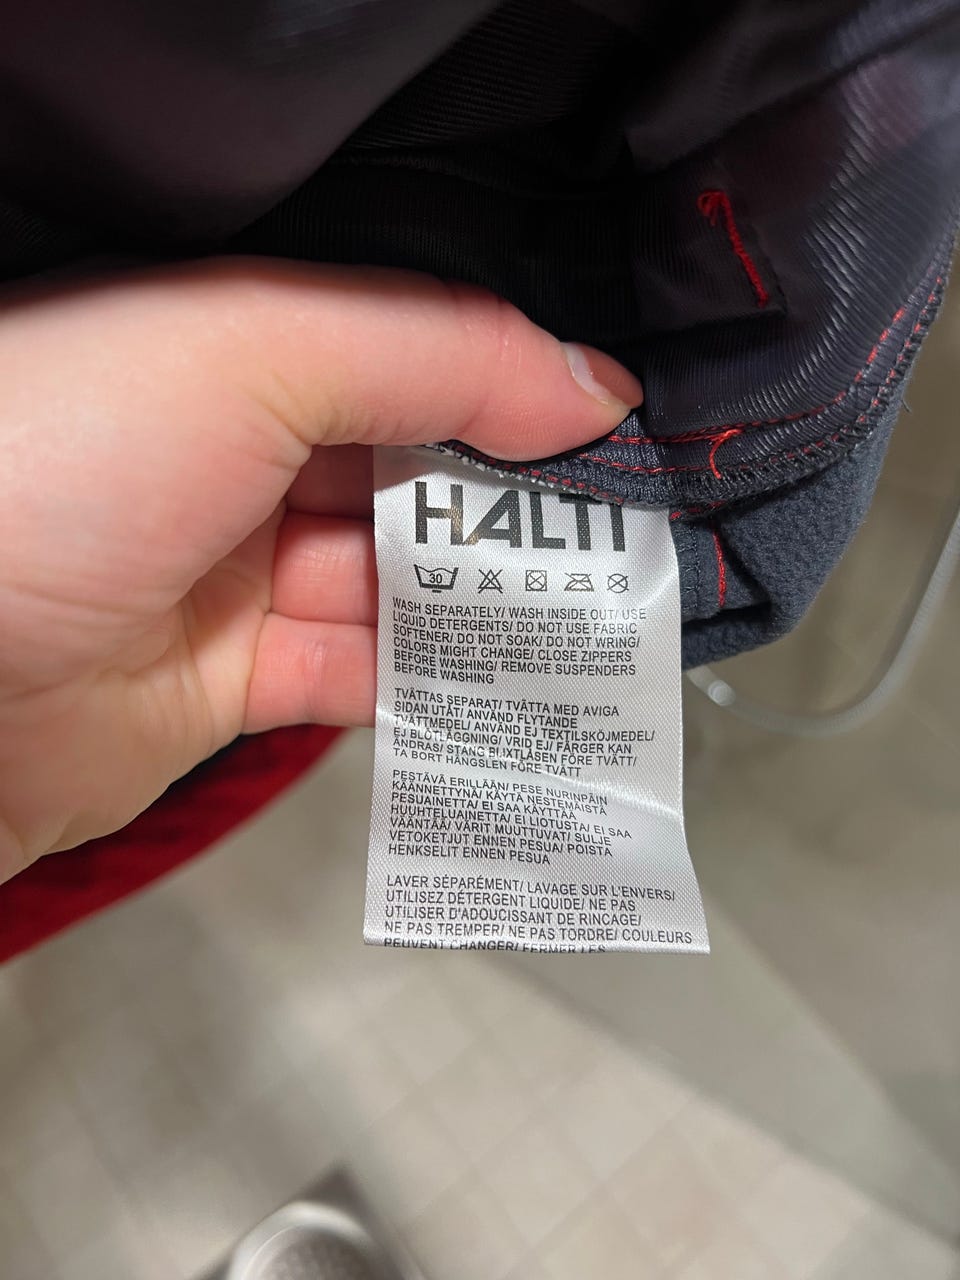 HALTI
30
WASH SEPARATELY/ WASH INSIDE OUT/ USE
LIQUID DETERGENTS/ DO NOT USE FABRIC
SOFTENER/ DO NOT SOAK/ DO NOT WRING/
COLORS MIGHT CHANGE/ CLOSE ZIPPERS
BEFORE WASHING/ REMOVE SUSPENDERS
BEFORE WASHING
TVÄTTAS SEPARAT/ TVÄTTA MED AVIGA
SIDAN UTÅT/ ANVÄND FLYTANDE
TVÄTTMEDEL/ ANVÄND EJ TEXTILSKÖJMEDEL/
EJ BLÖTLÄGGNING/ VRID EJ/ FÄRGER KAN
ÄNDRAS/ STÄNG BLIXTLÅSEN FÖRE TVÄTT/
TA BORT HÄNGSLEN FÖRE TVÄTT
PESTÄVÄ ERILLÄÄN/ PESE NURINPÄIN
KÄÄNNETTYNÄ/ KÄYTÄ NESTEMÄISTÄ
PESUAINETTA/ EI SAA KÄYTTÄÄ
HUUHTELUAINETTA/ EI LIOTUSTA/ EI SAA
VÄÄNTÄÄ/ VÄRIT MUUTTUVAT/ SULJE
VETOKETJUT ENNEN PESUA/ POISTA
HENKSELIT ENNEN PESUA
LAVER SÉPARÉMENT/ LAVAGE SUR L'ENVERS/
UTILISEZ DÉTERGENT LIQUIDE/ NE PAS
UTILISER D'ADOUCISSANT DE RINCAGE/
NE PAS TREMPER/ NE PAS TORDRE/ COULEURS
PEUVENT CHANGER/ FERMER LES